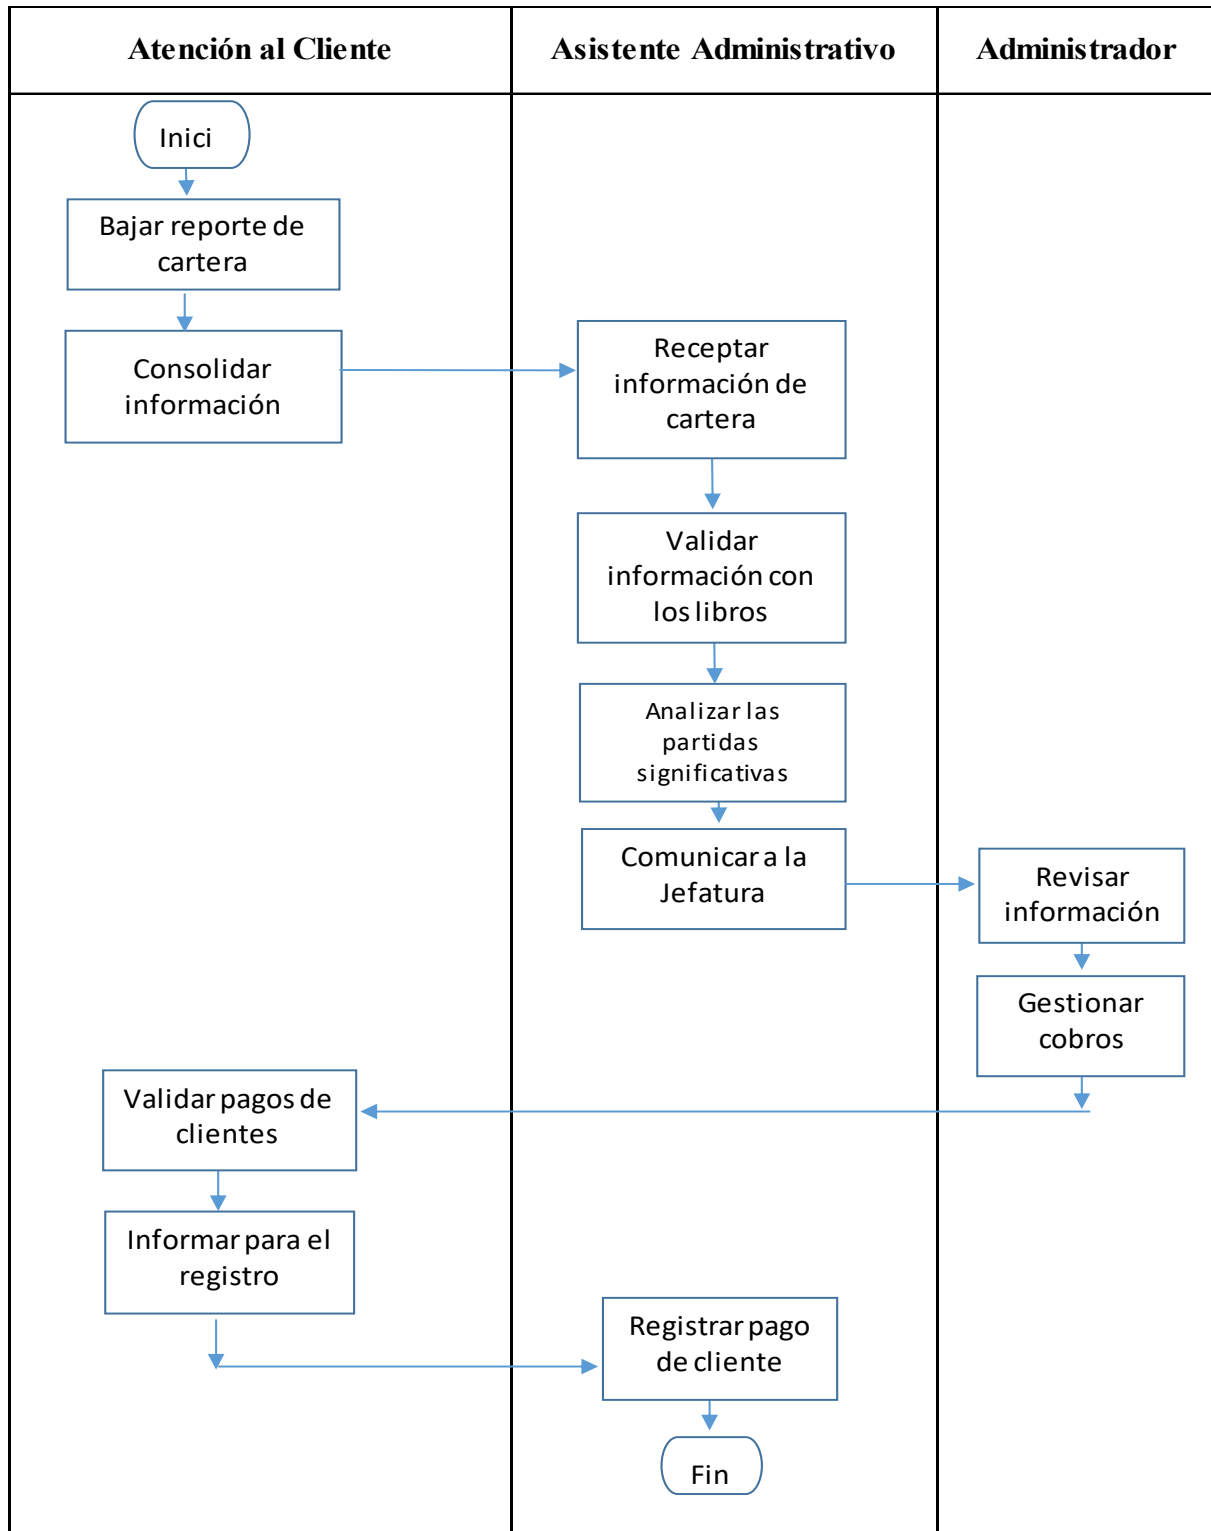 Atención al Cliente
Asistente Administrativo
Administrador
Inici
Bajar reporte de
cartera
Consolidar
información
Receptar
información de
cartera
Validar
información con
los libros
Analizar las
partidas
significativas
Comunicar a la
Jefatura
Revisar
información
Gestionar
cobros
Validar pagos de
clientes
Informar para el
registro
Registrar pago
de cliente
Fin